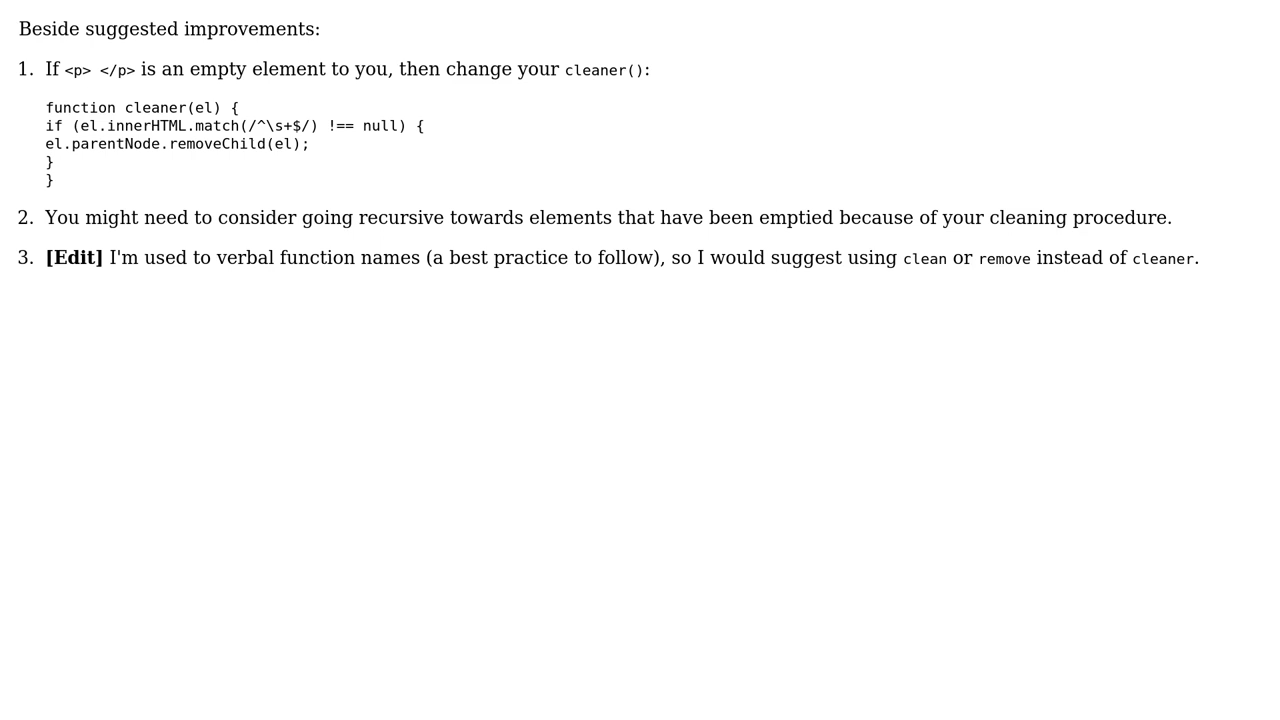 Beside suggested improvements:
1. If <p> </p> is an empty element to you, then change your cleaner():
function cleaner(el) {
if (el.innerHTML.match(/^\s+$/) !== null) {
el.parentNode.removeChild(el);
}
}
2. You might need to consider going recursive towards elements that have been emptied because of your cleaning procedure.
3. [Edit] I'm used to verbal function names (a best practice to follow), so I would suggest using clean or remove instead of cleaner.